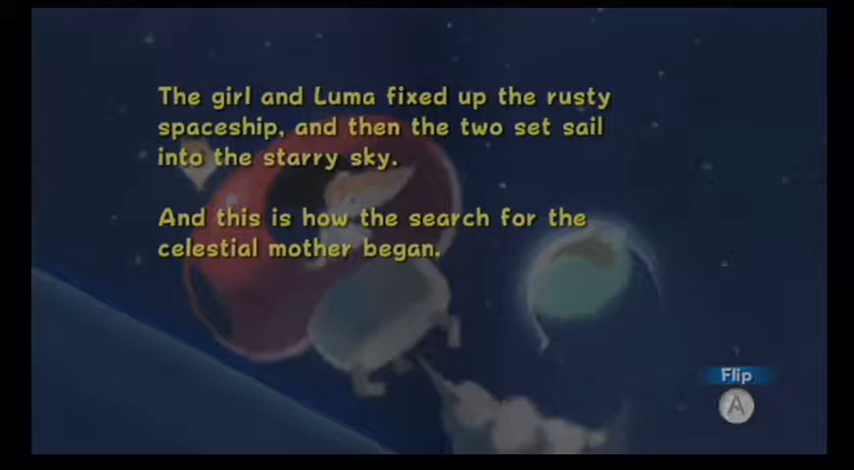 The girl and Luma fixed up the rusty
spaceship, and then the two set sail
into the starry sky.
And this is how the search for the
celestial mother began.
Flip
A